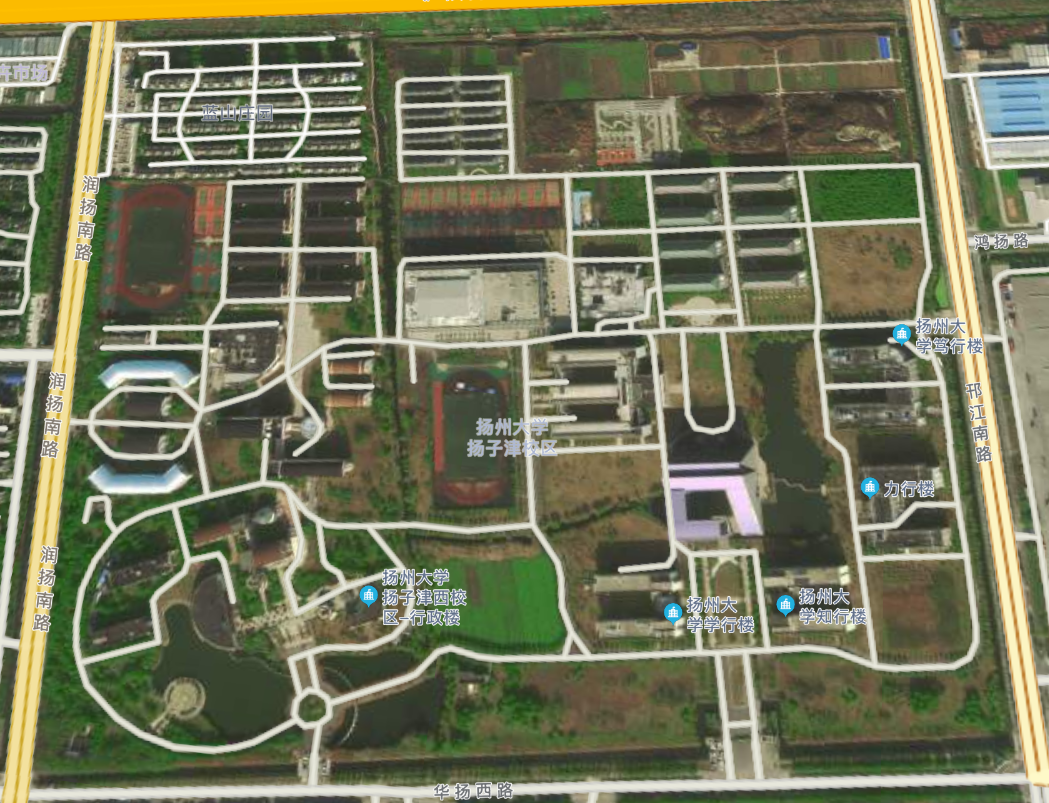 卉市场
蓝山庄园
润
扬
南
路
鸿扬路
扬州大
学笃行楼
润
扬
南
路
邗
江
南
路
扬州大学
扬子津校区
力行楼
润
扬
南
路
扬州大学
扬子津西校
区-行政楼
扬州大
学学行楼
扬州大
学知行楼
华扬西路